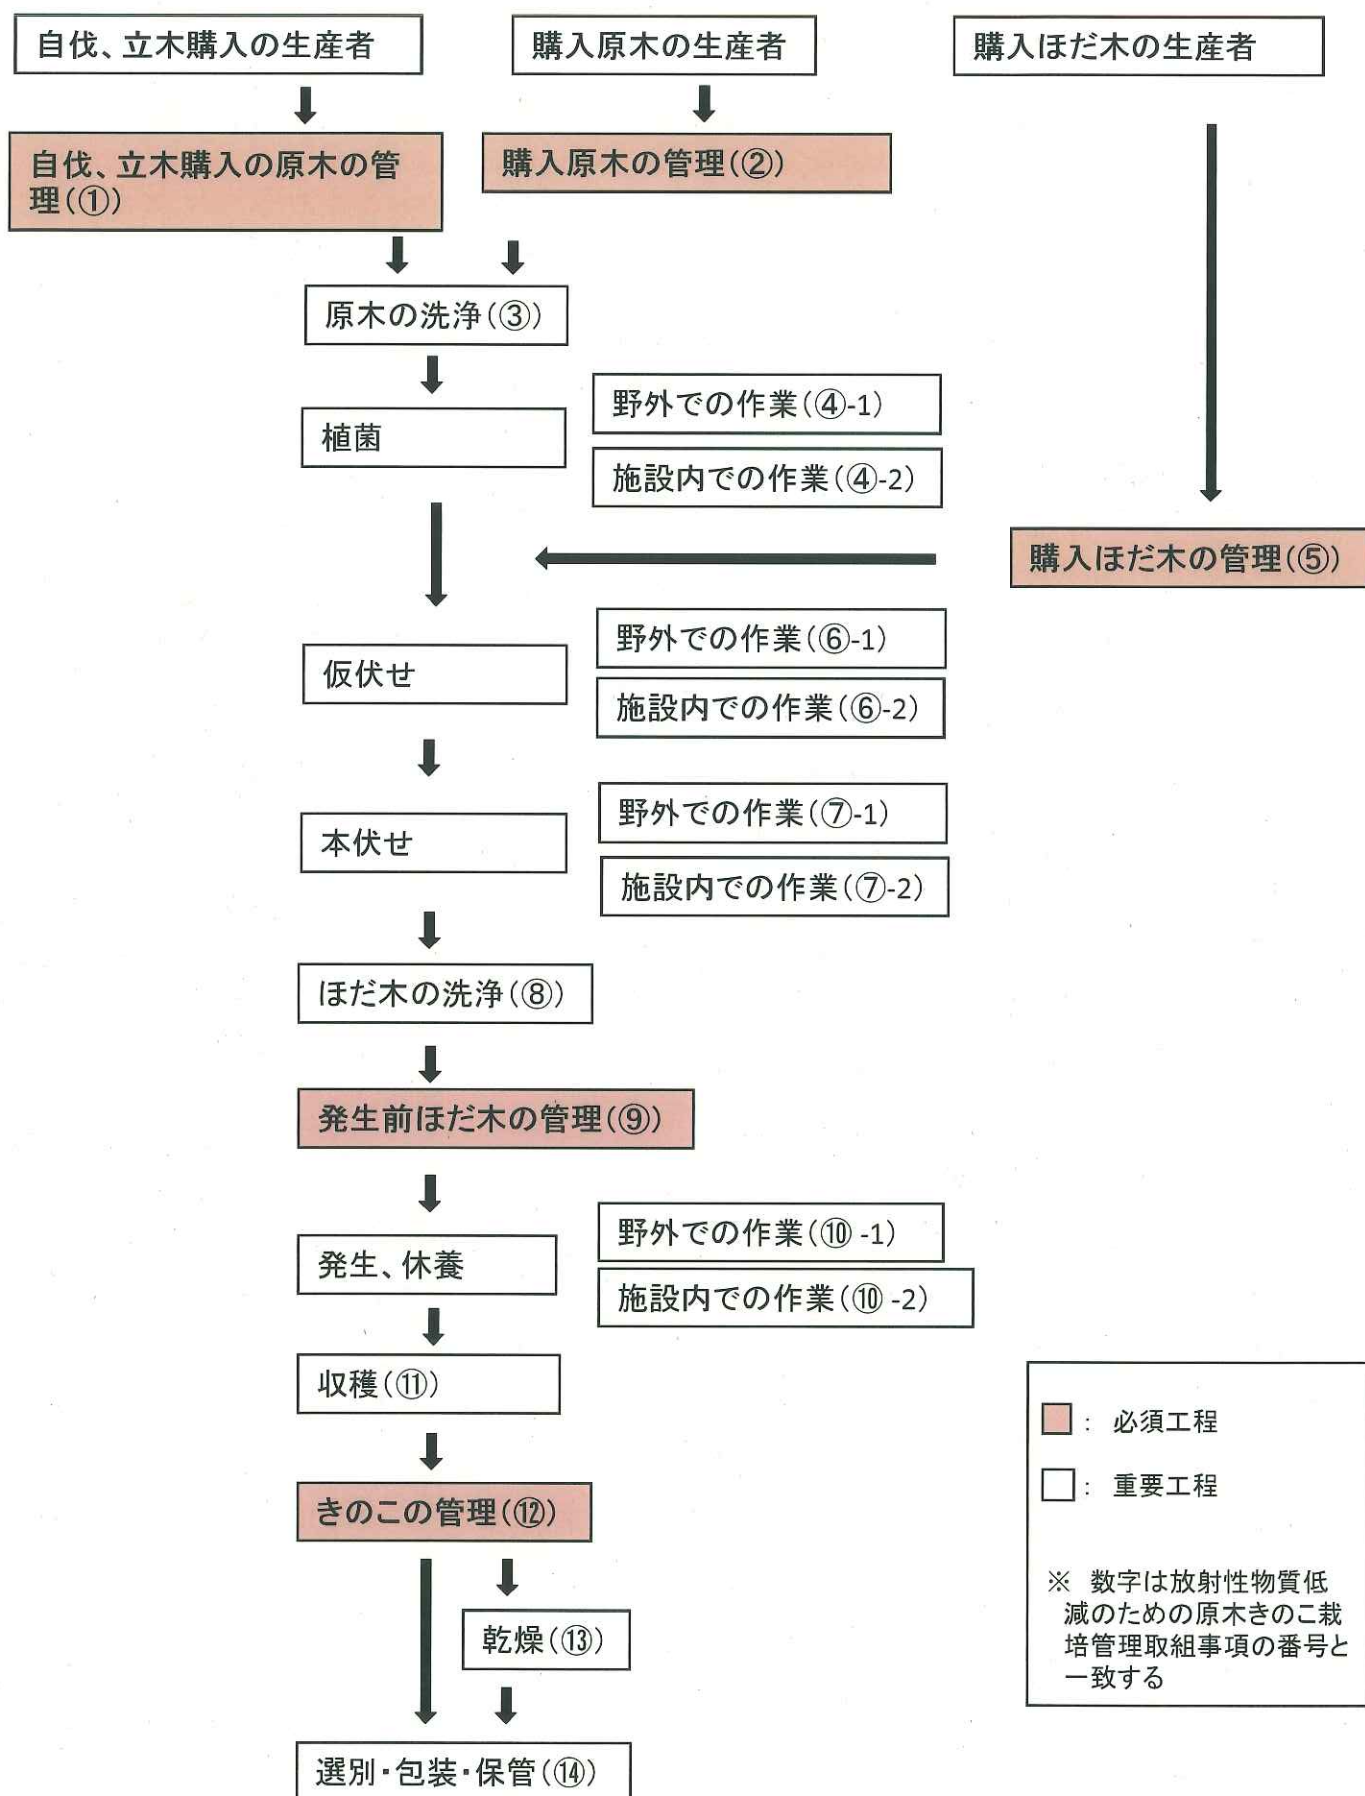 自伐、立木購入の生産者
購入原木の生産者
購入ほだ木の生産者
自伐、立木購入の原木の管
理(①)
購入原木の管理(②)
原木の洗浄(③)
植菌
野外での作業(④-1)
施設内での作業(④-2)
購入ほだ木の管理(⑤)
仮伏せ
野外での作業(⑥-1)
施設内での作業(⑥-2)
本伏せ
野外での作業(⑦-1)
施設内での作業(⑦-2)
ほだ木の洗浄(⑧)
発生前ほだ木の管理(⑨)
発生、休養
野外での作業(⑩ -1)
施設内での作業(⑩ -2)
収穫(⑪)
きのこの管理(⑫)
乾燥(⑬)
選別・包装・保管(⑭)
: 必須工程
: 重要工程
※ 数字は放射性物質低
減のための原木きのこ栽
培管理取組事項の番号と
一致する